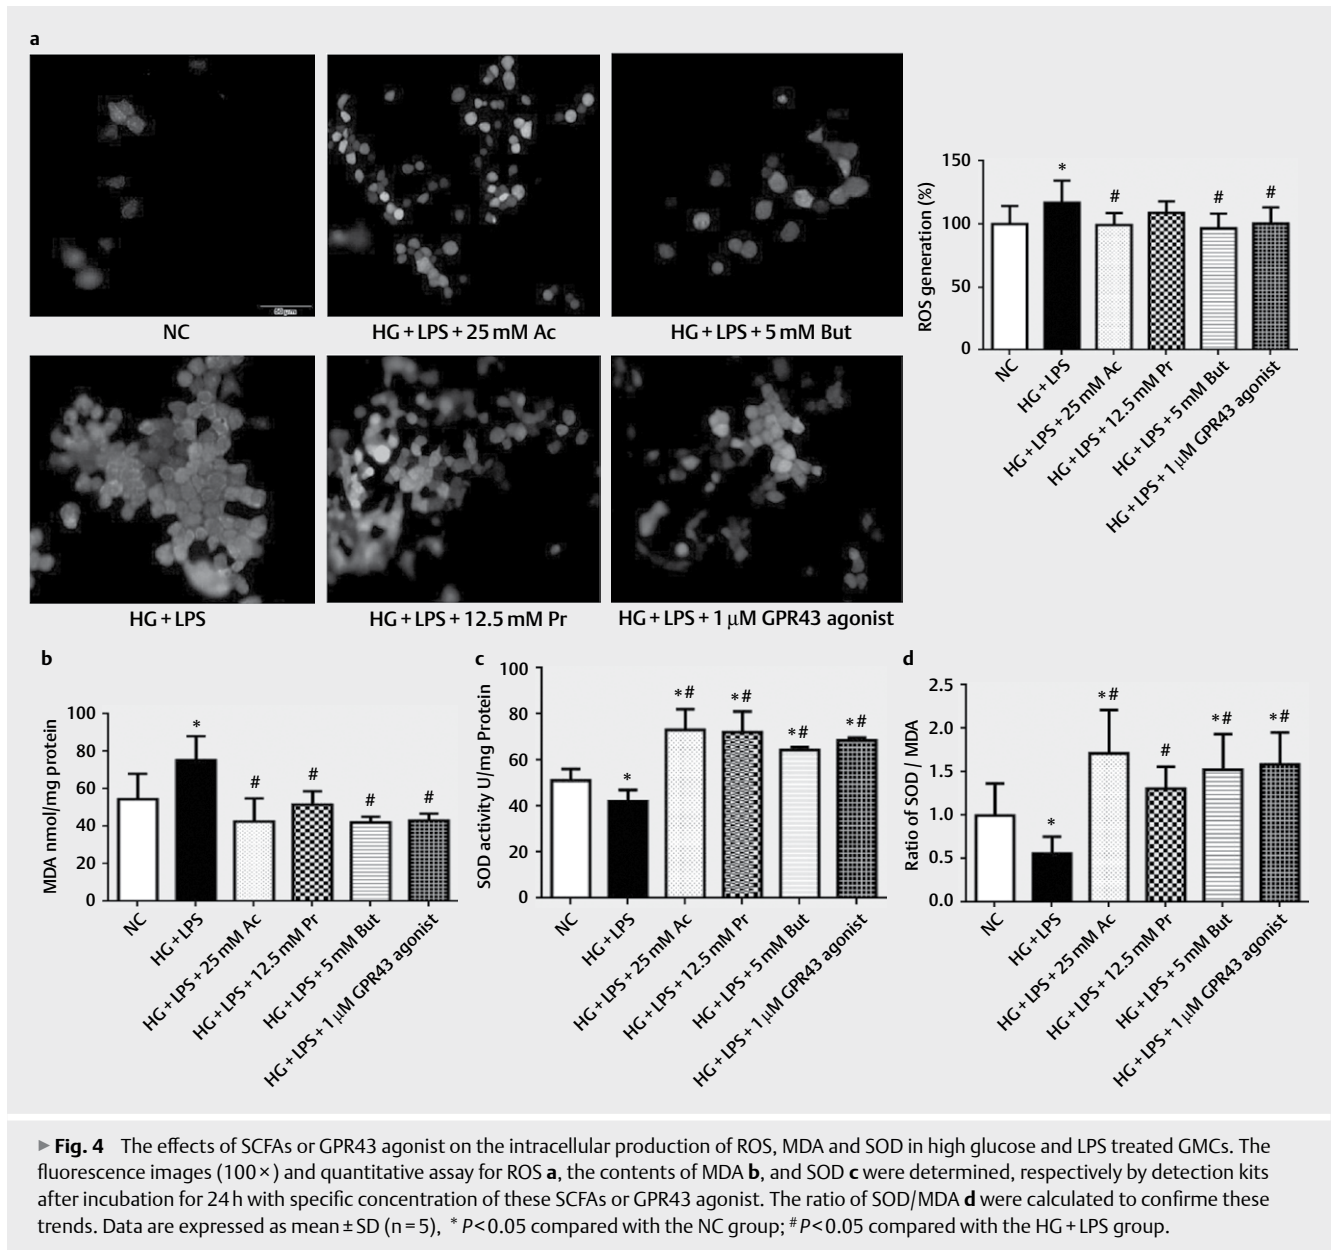 a
50 μm
NC
HG + LPS + 25 mM Ac
HG + LPS + 5 mM But
HG + LPS
HG + LPS + 12.5 mM Pr
HG + LPS + 1 μM GPR43 agonist
ROS generation (%)
150
100
50
0
*
#
#
#
NC
HG + LPS
HG + LPS + 25 mM Ac
HG + LPS + 12.5 mM Pr
HG + LPS + 5 mM But
HG + LPS + 1 μM GPR43 agonist
b
MDA nmol/mg protein
100
80
60
40
20
0
*
#
#
#
#
NC
HG + LPS
HG + LPS + 25 mM Ac
HG + LPS + 12.5 mM Pr
HG + LPS + 5 mM But
HG + LPS + 1 μM GPR43 agonist
c
SOD activity U/mg Protein
100
80
60
40
20
0
*
*#
*#
*#
*#
NC
HG + LPS
HG + LPS + 25 mM Ac
HG + LPS + 12.5 mM Pr
HG + LPS + 5 mM But
HG + LPS + 1 μM GPR43 agonist
d
Ratio of SOD / MDA
2.5
2.0
1.5
1.0
0.5
0.0
*
*#
#
*#
*#
NC
HG + LPS
HG + LPS + 25 mM Ac
HG + LPS + 12.5 mM Pr
HG + LPS + 5 mM But
HG + LPS + 1 μM GPR43 agonist
▶ Fig. 4 The effects of SCFAs or GPR43 agonist on the intracellular production of ROS, MDA and SOD in high glucose and LPS treated GMCs. The
fluorescence images (100 ×) and quantitative assay for ROS a, the contents of MDA b, and SOD c were determined, respectively by detection kits
after incubation for 24 h with specific concentration of these SCFAs or GPR43 agonist. The ratio of SOD/MDA d were calculated to confirme these
trends. Data are expressed as mean ± SD (n = 5), * P < 0.05 compared with the NC group; # P < 0.05 compared with the HG + LPS group.